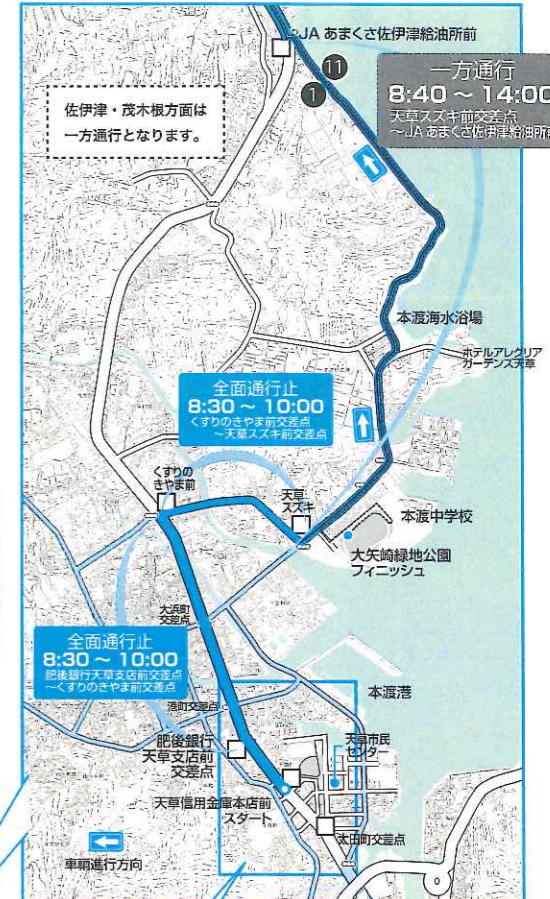 JA あまくさ佐伊津給油所前
11
1
一方通行
8:40 ～ 14:00
天草スズキ前交差点
～JA あまくさ佐伊津給油所前
佐伊津・茂木根方面は
一方通行となります。
本渡海水浴場
ホテルアレグリア
ガーデンズ天草
全面通行止
8:30 ～ 10:00
くすりのきやま前交差点
～天草スズキ前交差点
くすりの
きやま前
天草
スズキ
本渡中学校
大矢崎緑地公園
フィニッシュ
大浜町
交差点
全面通行止
8:30 ～ 10:00
肥後銀行天草支店前交差点
～くすりのきやま前交差点
本渡港
港町交差点
肥後銀行
天草支店前
交差点
天草市民
センター
天草信用金庫本店前
スタート
太田町交差点
車輌進行方向